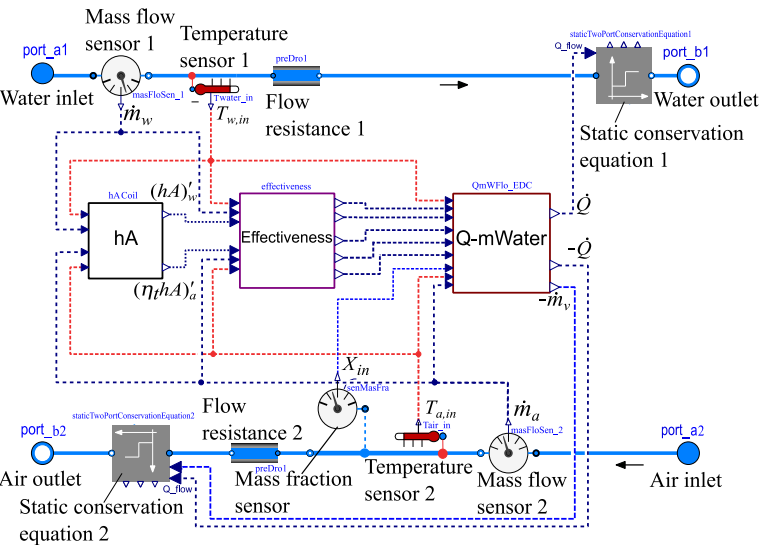 Mass flow
sensor 1
Temperature
sensor 1
port_a1
Water inlet
masFloSen_1
ṁw
Twater_in
Tw,in
preDro1
Flow
resistance 1
staticTwoPortConservationEquation1
Q_flow
port_b1
Water outlet
Static conservation
equation 1
hACoil
hA
(hA)′w
(ηthA)′a
effectiveness
Effectiveness
QmWFlo_EDC
Q-mWater
Q̇
-Q̇
-ṁv
Xin
senMasFra
Ta,in
Tair_in
ṁa
masFloSen_2
staticTwoPortConservationEquation2
port_b2
Air outlet
Q_flow
Static conservation
equation 2
Flow
resistance 2
preDro1
Mass fraction
sensor
Temperature
sensor 2
Mass flow
sensor 2
port_a2
Air inlet